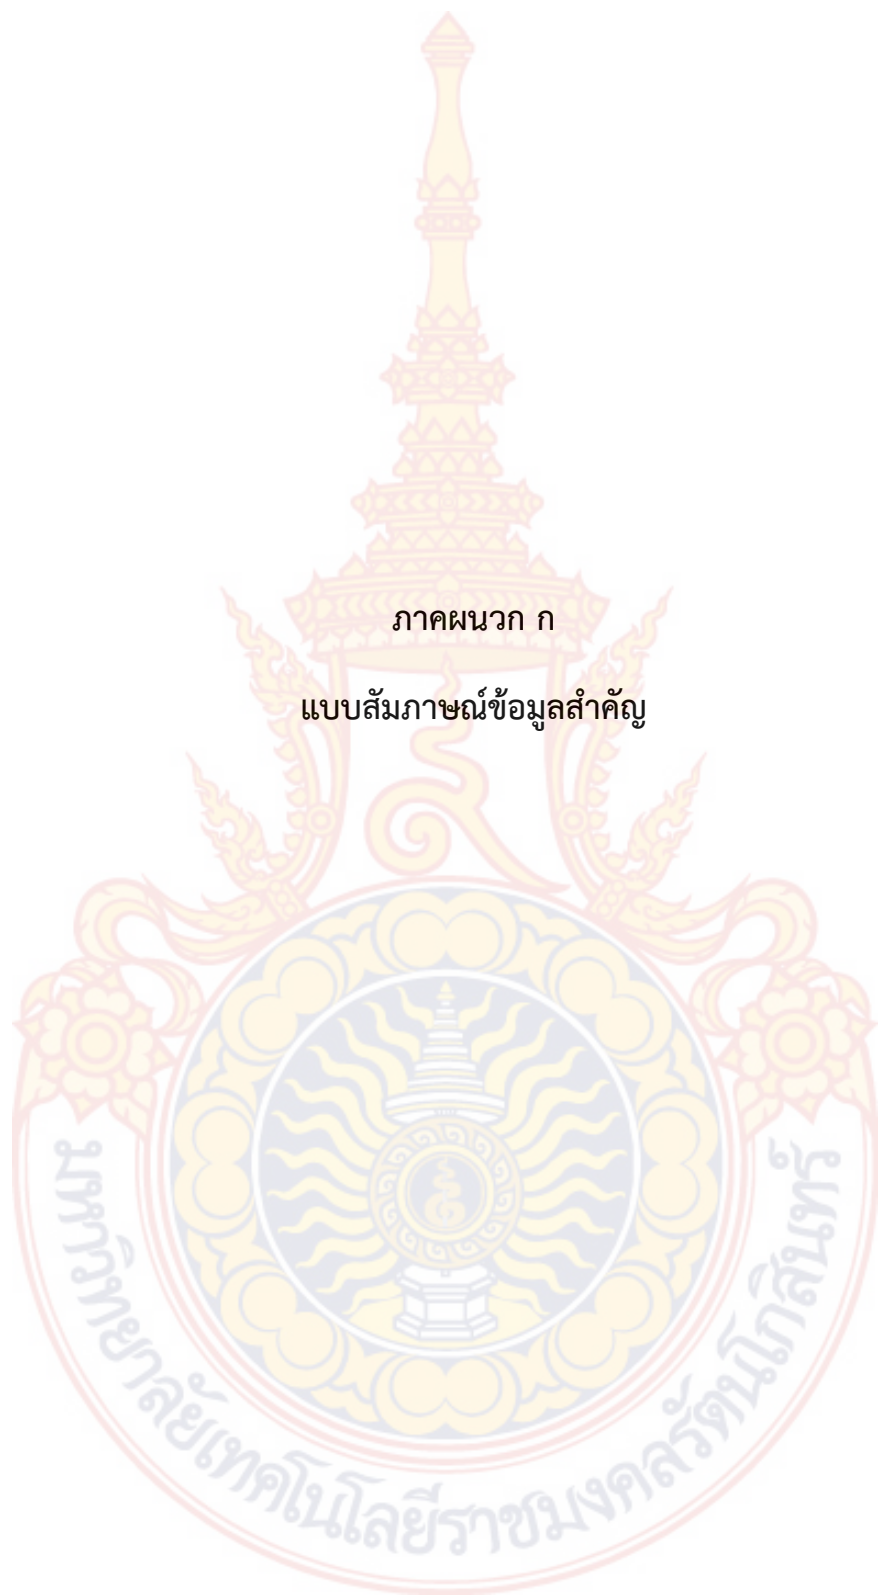 ภาคผนวก ก
แบบสัมภาษณ์ข้อมูลสำคัญ
มหาวิทยาลัยเทคโนโลยีราชมงคลรัตนโกสินทร์